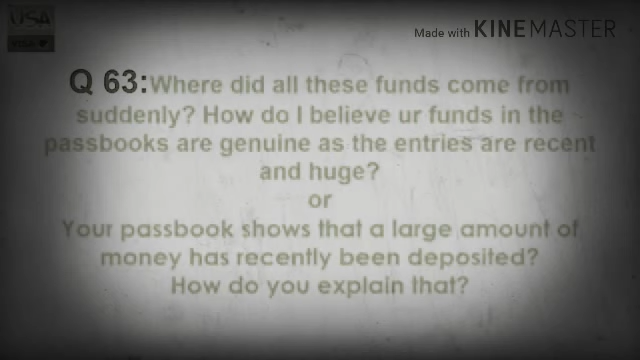 USA
VISA ♥
Made with KINEMASTER
Q 63:Where did all these funds come from
suddenly? How do I believe ur funds in the
passbooks are genuine as the entries are recent
and huge?
or
Your passbook shows that a large amount of
money has recently been deposited?
How do you explain that?